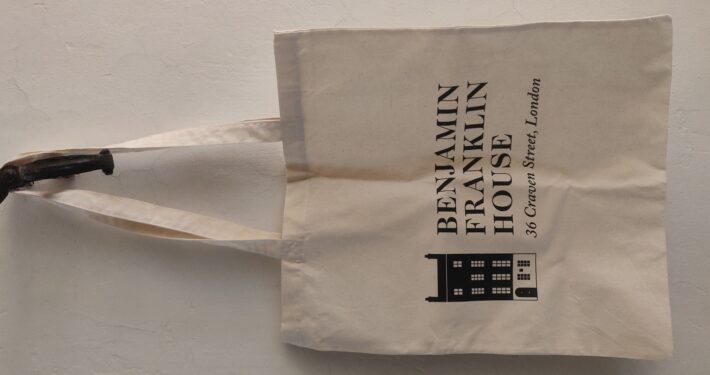 BENJAMIN
FRANKLIN
HOUSE
36 Craven Street, London